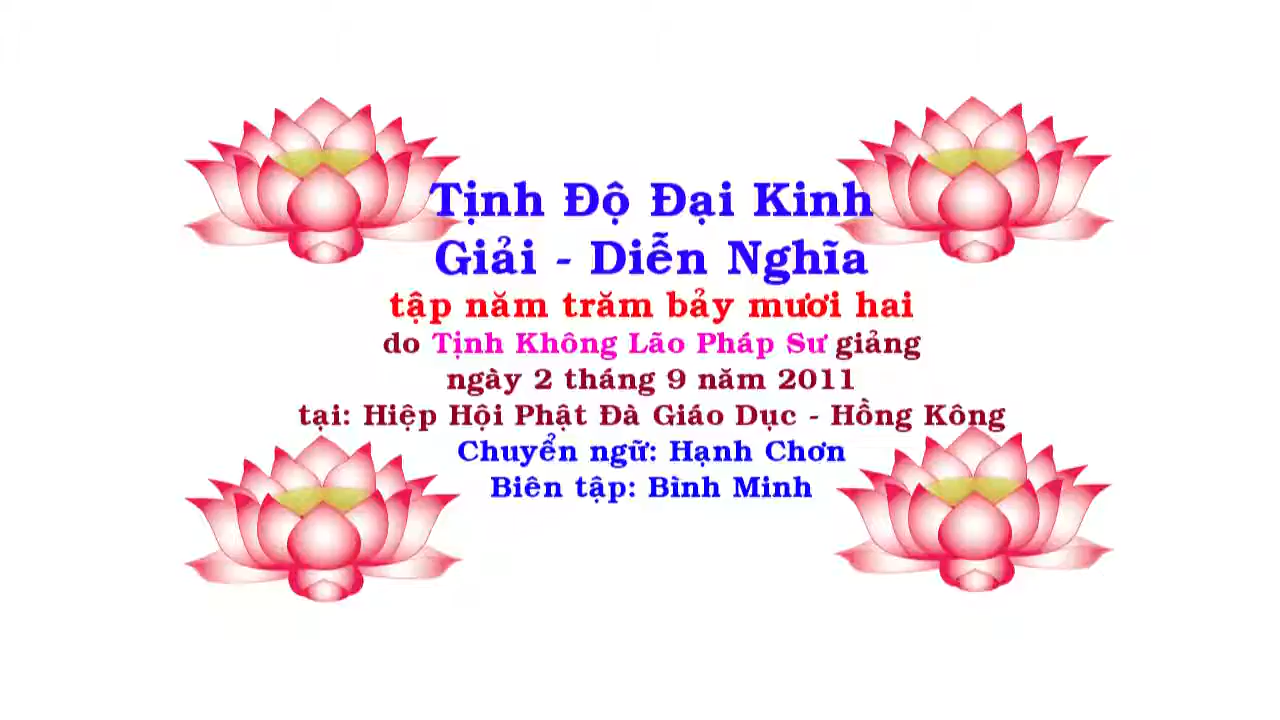 Tịnh Độ Đại Kinh
Giải - Diễn Nghĩa
tập năm trăm bảy mươi hai
do Tịnh Không Lão Pháp Sư giảng
ngày 2 tháng 9 năm 2011
tại: Hiệp Hội Phật Đà Giáo Dục - Hồng Kông
Chuyển ngữ: Hạnh Chơn
Biên tập: Bình Minh